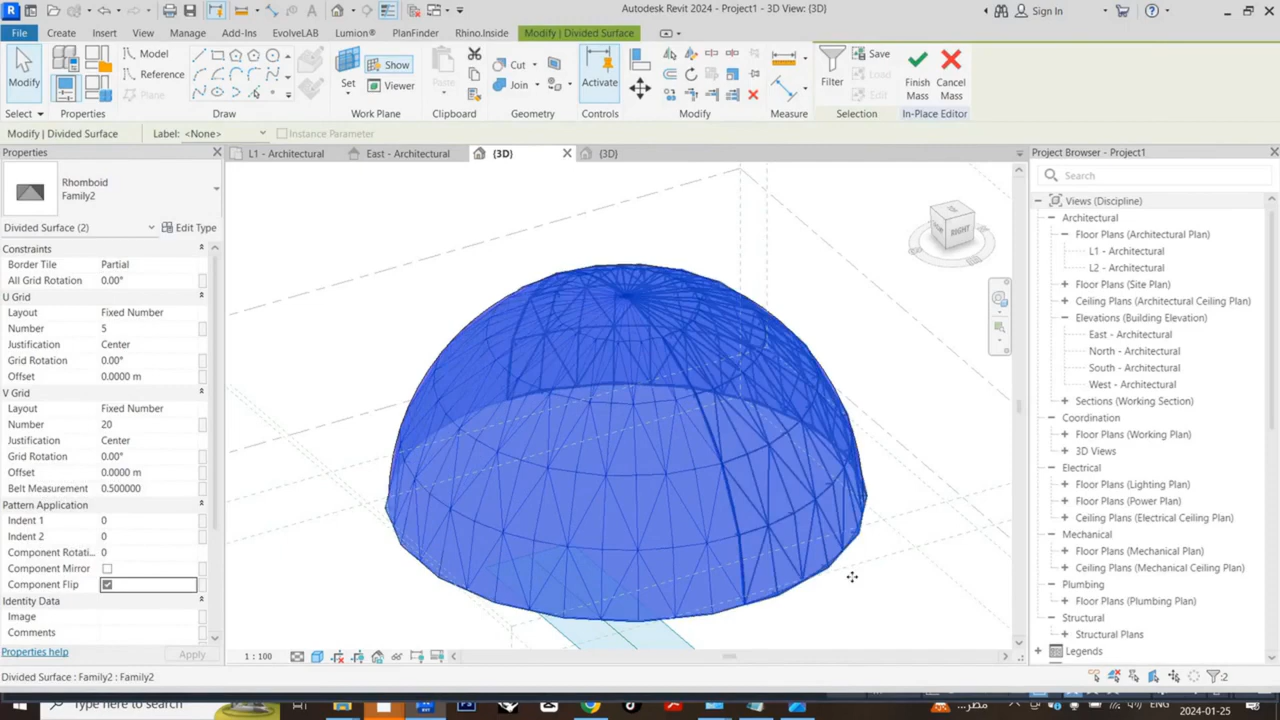 Autodesk Revit 2024 - Project1 - 3D View: {3D}
Sign In
File Create Insert View Manage Add-Ins EvolveLAB Lumion® PlanFinder Rhino.Inside Modify | Divided Surface
Modify
Model
Reference
Plane
Set
Show
Viewer
Paste
Cut
Join
Activate
Filter
Save
Load
Edit
Finish Mass
Cancel Mass
Select Properties Draw Work Plane Clipboard Geometry Controls Modify Measure Selection In-Place Editor
Modify | Divided Surface Label: <None> Instance Parameter
Properties
Rhomboid
Family2
Divided Surface (2) Edit Type
Constraints
Border Tile Partial
All Grid Rotation 0.00°
U Grid
Layout Fixed Number
Number 5
Justification Center
Grid Rotation 0.00°
Offset 0.0000 m
V Grid
Layout Fixed Number
Number 20
Justification Center
Grid Rotation 0.00°
Offset 0.0000 m
Belt Measurement 0.500000
Pattern Application
Indent 1 0
Indent 2 0
Component Rotati... 0
Component Mirror
Component Flip
Identity Data
Image
Comments
Properties help Apply
L1 - Architectural East - Architectural {3D} {3D}
RIGHT
1 : 100
Project Browser - Project1
Search
Views (Discipline)
Architectural
Floor Plans (Architectural Plan)
L1 - Architectural
L2 - Architectural
Floor Plans (Site Plan)
Ceiling Plans (Architectural Ceiling Plan)
Elevations (Building Elevation)
East - Architectural
North - Architectural
South - Architectural
West - Architectural
Sections (Working Section)
Coordination
Floor Plans (Working Plan)
3D Views
Electrical
Floor Plans (Lighting Plan)
Floor Plans (Power Plan)
Ceiling Plans (Electrical Ceiling Plan)
Mechanical
Floor Plans (Mechanical Plan)
Ceiling Plans (Mechanical Ceiling Plan)
Plumbing
Floor Plans (Plumbing Plan)
Structural
Structural Plans
Legends
Divided Surface : Family2 : Family2
:2
Type here to search
2024-01-25